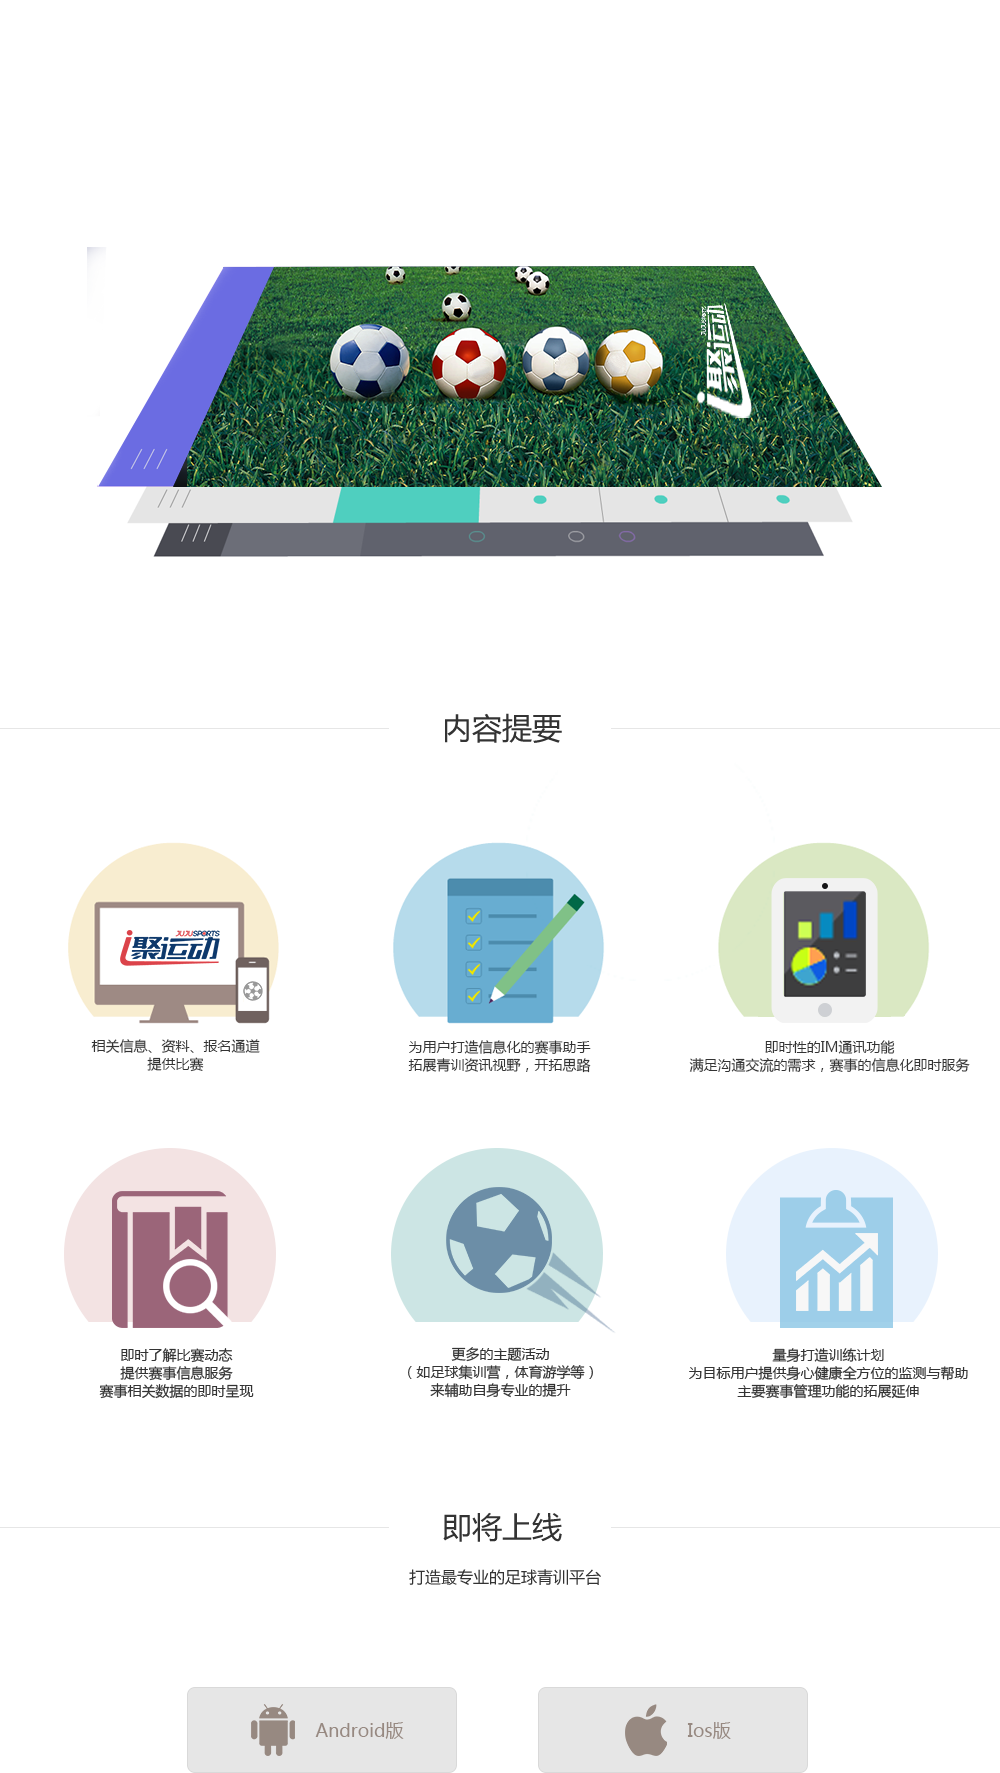 JUJUSPORTS
i聚运动
内容提要
JUJUSPORTS
i聚运动
相关信息、资料、报名通道
提供比赛
为用户打造信息化的赛事助手
拓展青训资讯视野，开拓思路
即时性的IM通讯功能
满足沟通交流的需求，赛事的信息化即时服务
即时了解比赛动态
提供赛事信息服务
赛事相关数据的即时呈现
更多的主题活动
（如足球集训营，体育游学等）
来辅助自身专业的提升
量身打造训练计划
为目标用户提供身心健康全方位的监测与帮助
主要赛事管理功能的拓展延伸
即将上线
打造最专业的足球青训平台
Android版
Ios版